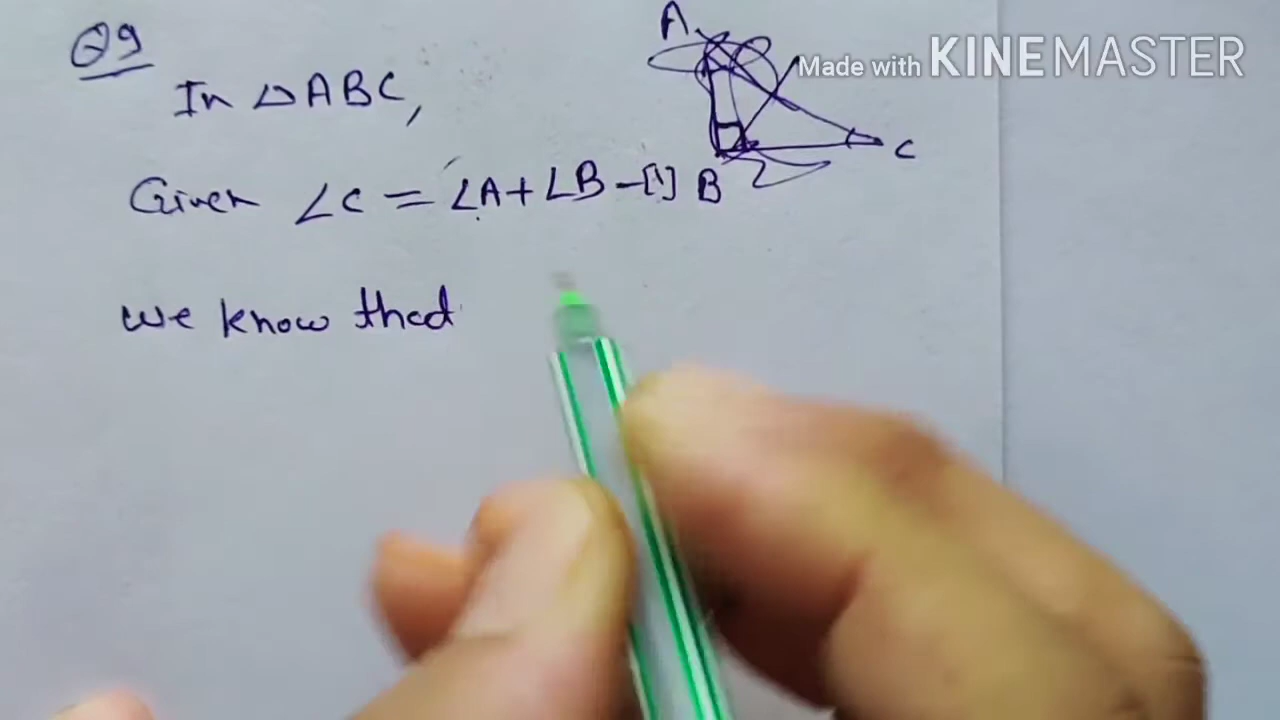 Q9
A
Made with KINEMASTER
In △ABC,
C
Given ∠C = ∠A + ∠B - [1] B
we know that